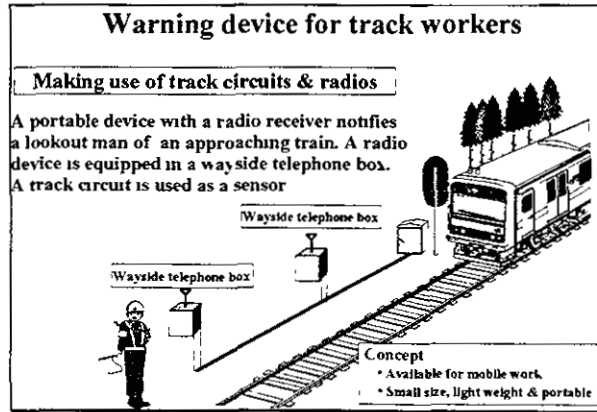 Warning device for track workers
Making use of track circuits & radios
A portable device with a radio receiver notifies
a lookout man of an approaching train. A radio
device is equipped in a wayside telephone box.
A track circuit is used as a sensor
Wayside telephone box
Wayside telephone box
Concept
* Available for mobile work
* Small size, light weight & portable